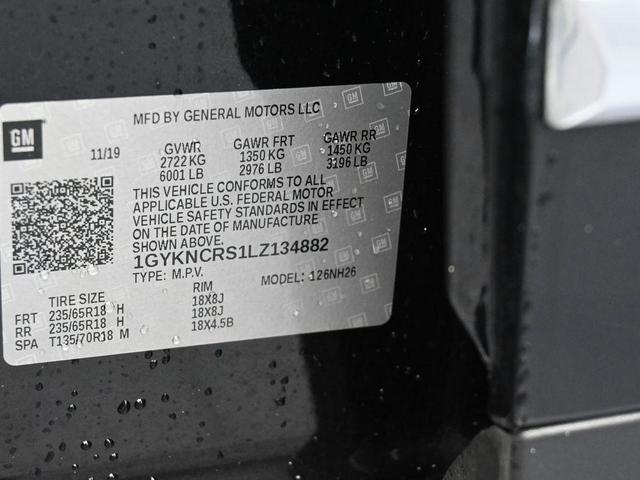 MFD BY GENERAL MOTORS LLC
GM
11/19 GVWR GAWR FRT GAWR RR
2722 KG 1350 KG 1450 KG
6001 LB 2976 LB 3196 LB
THIS VEHICLE CONFORMS TO ALL
APPLICABLE U.S. FEDERAL MOTOR
VEHICLE SAFETY STANDARDS IN EFFECT
ON THE DATE OF MANUFACTURE
SHOWN ABOVE.
1GYKNCRS1LZ134882
TYPE: M.P.V. MODEL: 126NH26
TIRE SIZE RIM
FRT 235/65R18 H 18X8J
RR 235/65R18 H 18X8J
SPA T135/70R18 M 18X4.5B